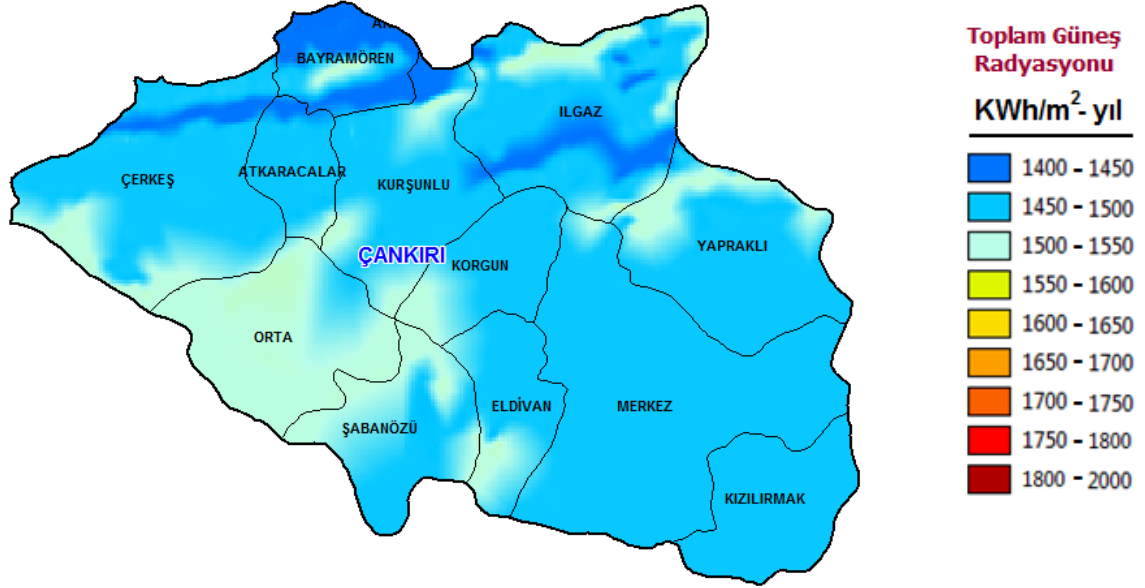 BAYRAMÖREN
ILGAZ
ÇERKEŞ
ATKARACALAR
KURŞUNLU
YAPRAKLI
ÇANKIRI
KORGUN
ORTA
ELDİVAN
MERKEZ
ŞABANÖZÜ
KIZILIRMAK
Toplam Güneş
Radyasyonu
KWh/m²- yıl
1400 - 1450
1450 - 1500
1500 - 1550
1550 - 1600
1600 - 1650
1650 - 1700
1700 - 1750
1750 - 1800
1800 - 2000